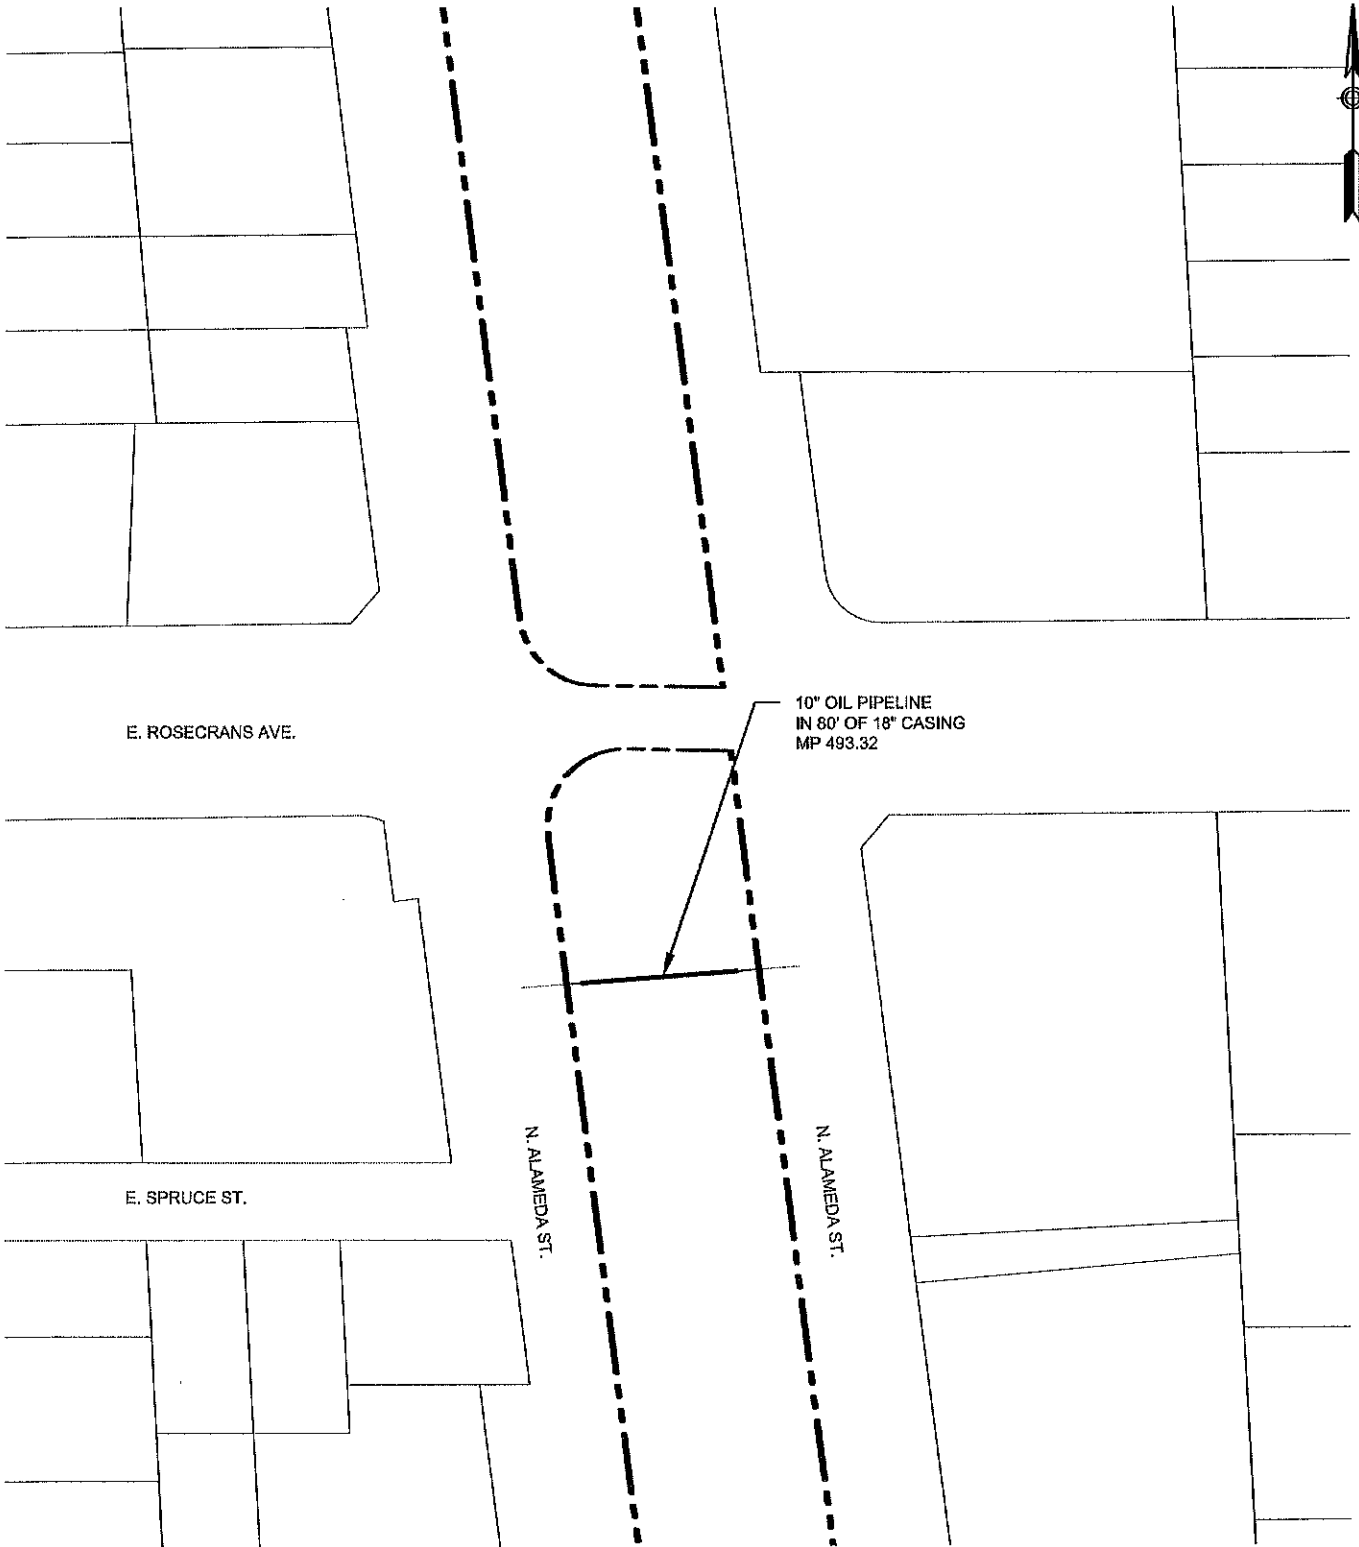 10" OIL PIPELINE
IN 80' OF 18" CASING
MP 493.32
E. ROSECRANS AVE.
N. ALAMEDA ST.
N. ALAMEDA ST.
E. SPRUCE ST.